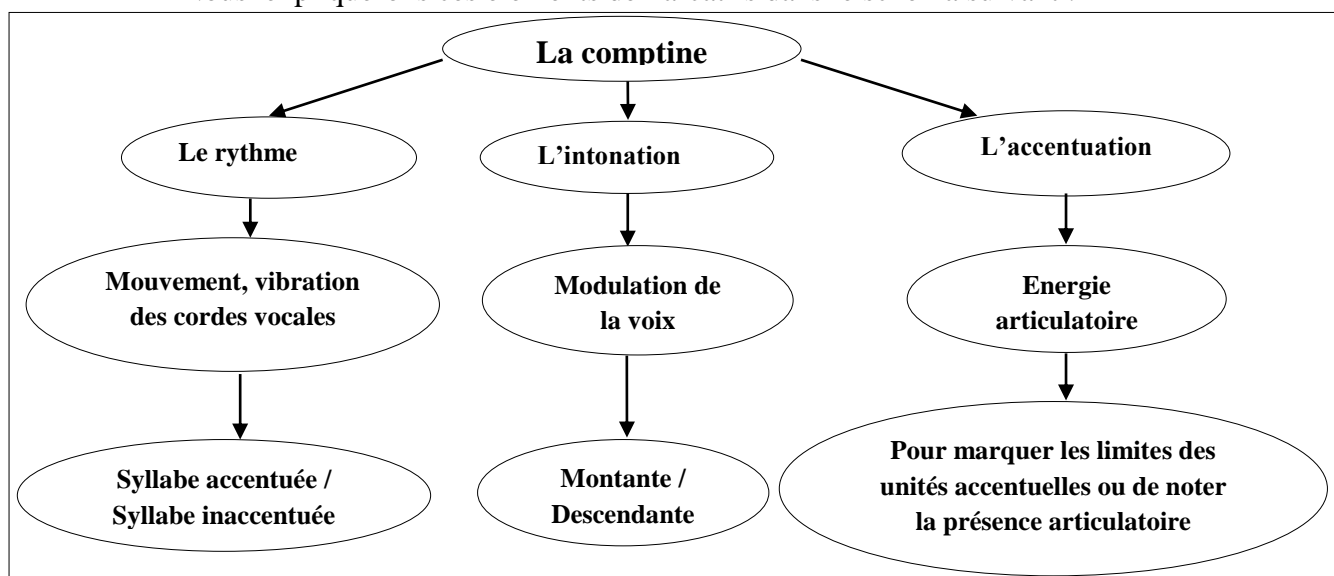 La comptine
Le rythme
L'intonation
L'accentuation
Mouvement, vibration
des cordes vocales
Modulation de
la voix
Energie
articulatoire
Syllabe accentuée /
Syllabe inaccentuée
Montante /
Descendante
Pour marquer les limites des
unités accentuelles ou de noter
la présence articulatoire